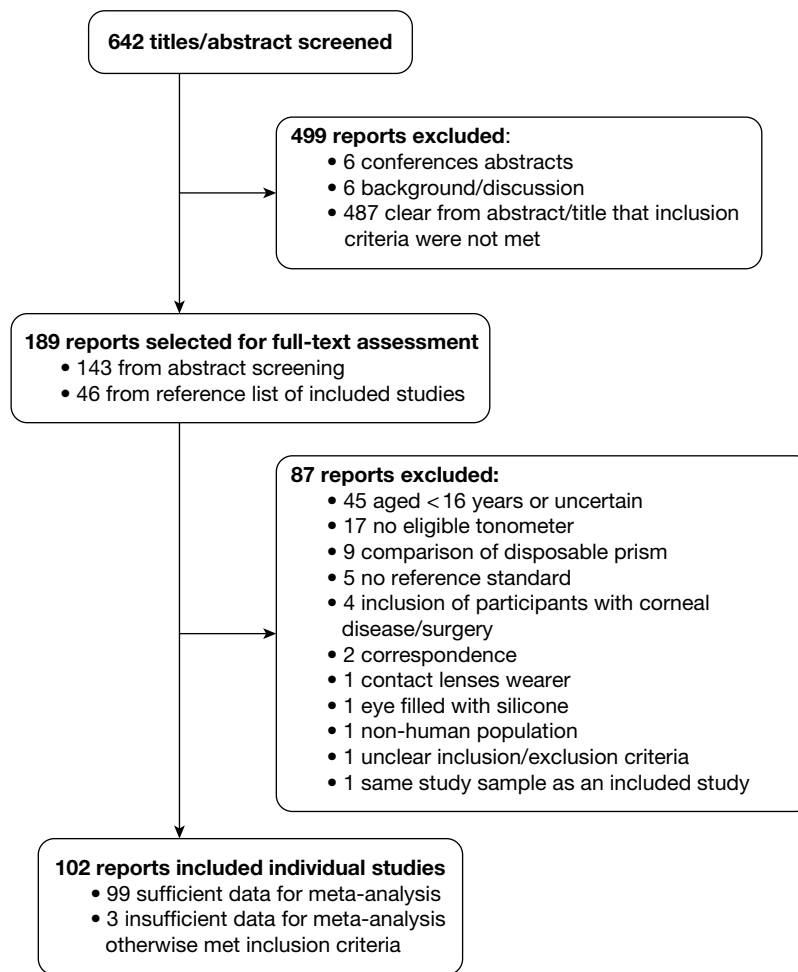 642 titles/abstract screened
499 reports excluded:
• 6 conferences abstracts
• 6 background/discussion
• 487 clear from abstract/title that inclusion
criteria were not met
189 reports selected for full-text assessment
• 143 from abstract screening
• 46 from reference list of included studies
87 reports excluded:
• 45 aged <16 years or uncertain
• 17 no eligible tonometer
• 9 comparison of disposable prism
• 5 no reference standard
• 4 inclusion of participants with corneal
disease/surgery
• 2 correspondence
• 1 contact lenses wearer
• 1 eye filled with silicone
• 1 non-human population
• 1 unclear inclusion/exclusion criteria
• 1 same study sample as an included study
102 reports included individual studies
• 99 sufficient data for meta-analysis
• 3 insufficient data for meta-analysis
otherwise met inclusion criteria